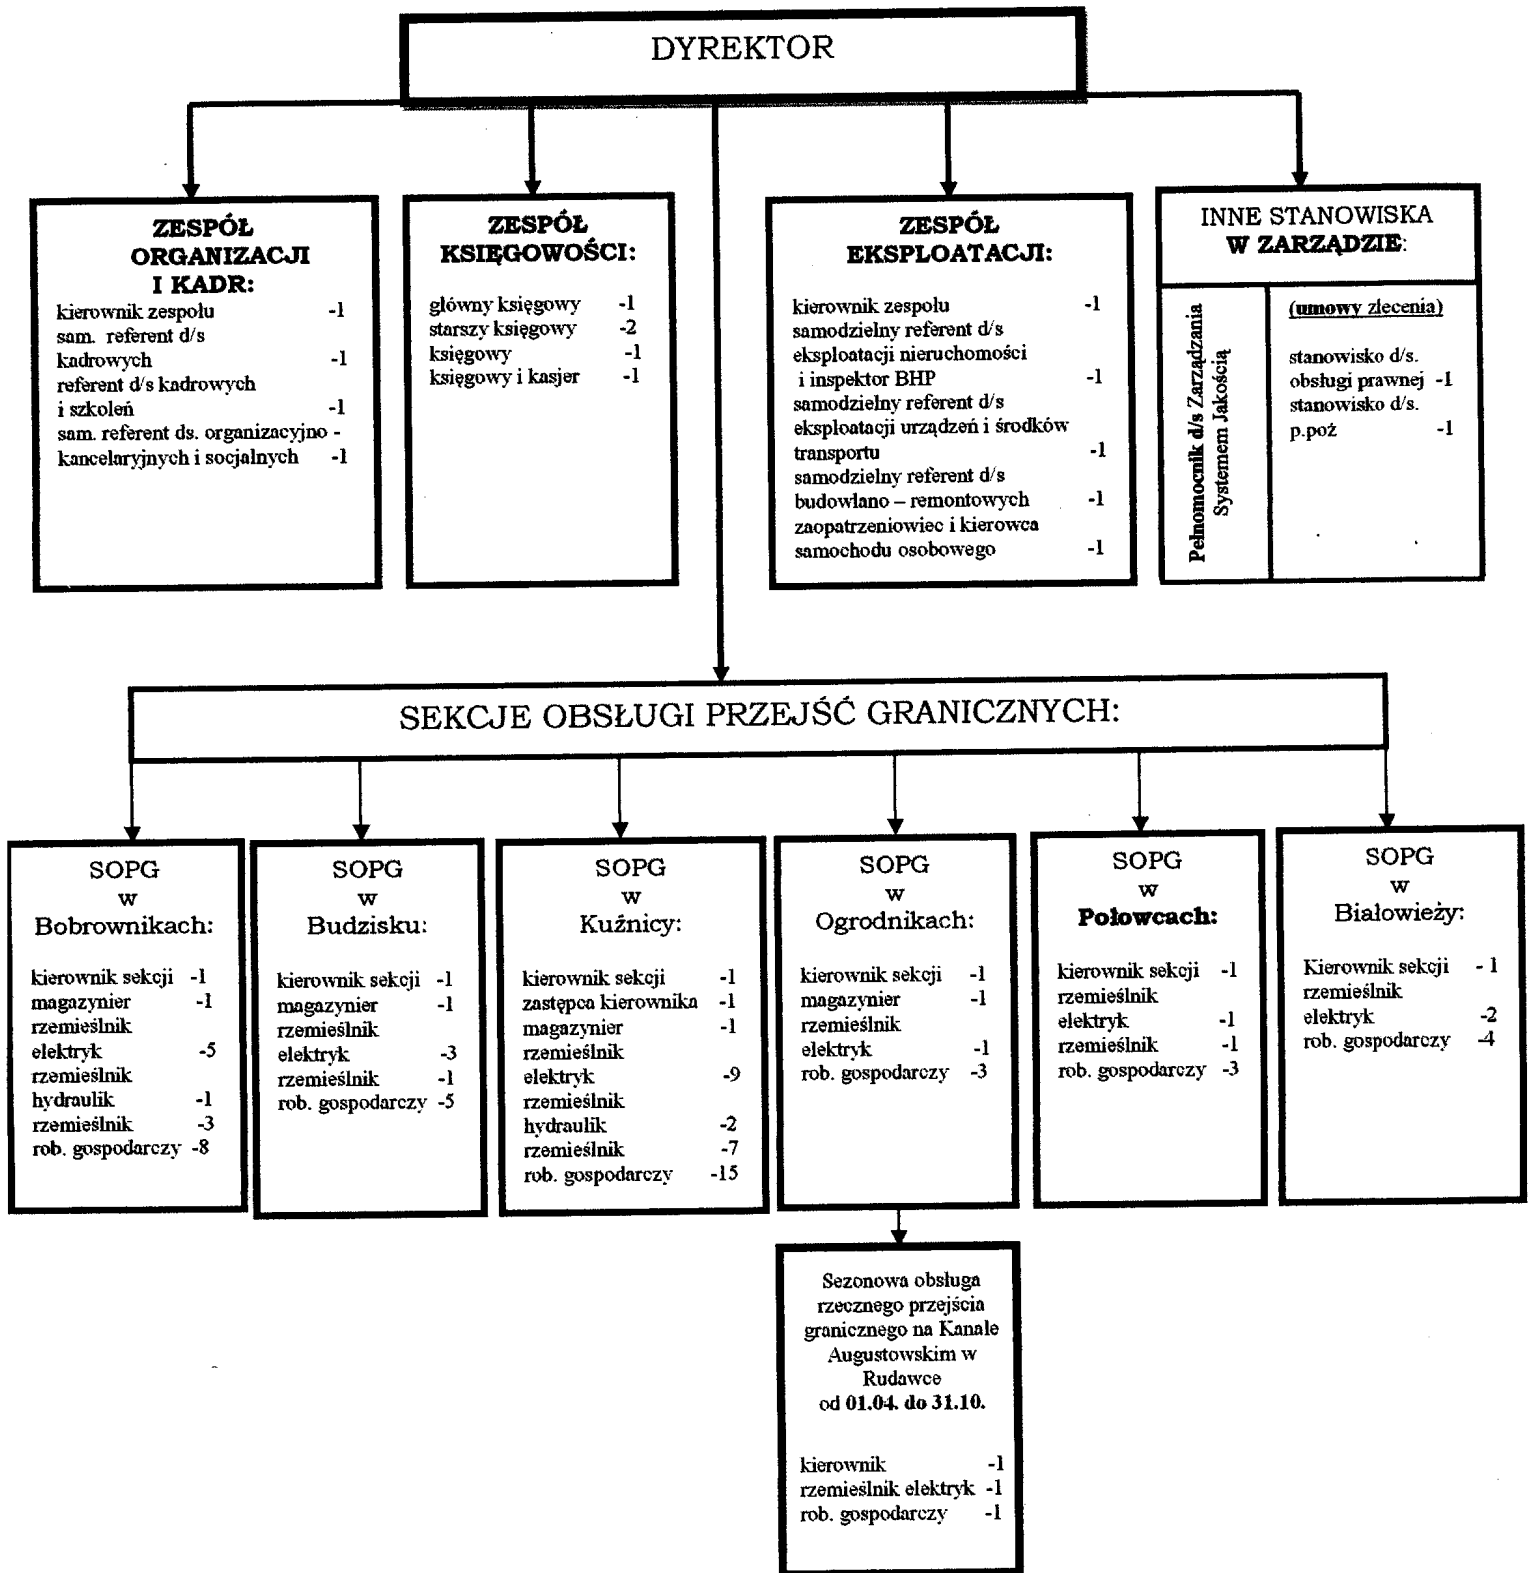 DYREKTOR
ZESPÓŁ
ORGANIZACJI
I KADR:
kierownik zespołu -1
sam. referent d/s
kadrowych -1
referent d/s kadrowych
i szkoleń -1
sam. referent ds. organizacyjno -
kancelaryjnych i socjalnych -1
ZESPÓŁ
KSIĘGOWOŚCI:
główny księgowy -1
starszy księgowy -2
księgowy -1
księgowy i kasjer -1
ZESPÓŁ
EKSPLOATACJI:
kierownik zespołu -1
samodzielny referent d/s
eksploatacji nieruchomości
i inspektor BHP -1
samodzielny referent d/s
eksploatacji urządzeń i środków
transportu -1
samodzielny referent d/s
budowlano – remontowych -1
zaopatrzeniowiec i kierowca
samochodu osobowego -1
INNE STANOWISKA
W ZARZĄDZIE:
Pełnomocnik d/s Zarządzania
Systemem Jakością
(umowy zlecenia)
stanowisko d/s.
obsługi prawnej -1
stanowisko d/s.
p.poż -1
SEKCJE OBSŁUGI PRZEJŚĆ GRANICZNYCH:
SOPG
w
Bobrownikach:
kierownik sekcji -1
magazynier -1
rzemieślnik
elektryk -5
rzemieślnik
hydraulik -1
rzemieślnik -3
rob. gospodarczy -8
SOPG
w
Budzisku:
kierownik sekcji -1
magazynier -1
rzemieślnik
elektryk -3
rzemieślnik -1
rob. gospodarczy -5
SOPG
w
Kuźnicy:
kierownik sekcji -1
zastępca kierownika -1
magazynier -1
rzemieślnik
elektryk -9
rzemieślnik
hydraulik -2
rzemieślnik -7
rob. gospodarczy -15
SOPG
w
Ogrodnikach:
kierownik sekcji -1
magazynier -1
rzemieślnik
elektryk -1
rob. gospodarczy -3
SOPG
w
Połowcach:
kierownik sekcji -1
rzemieślnik
elektryk -1
rzemieślnik -1
rob. gospodarczy -3
SOPG
w
Białowieży:
Kierownik sekcji - 1
rzemieślnik
elektryk -2
rob. gospodarczy -4
Sezonowa obsługa
rzecznego przejścia
granicznego na Kanale
Augustowskim w
Rudawce
od 01.04. do 31.10.
kierownik -1
rzemieślnik elektryk -1
rob. gospodarczy -1